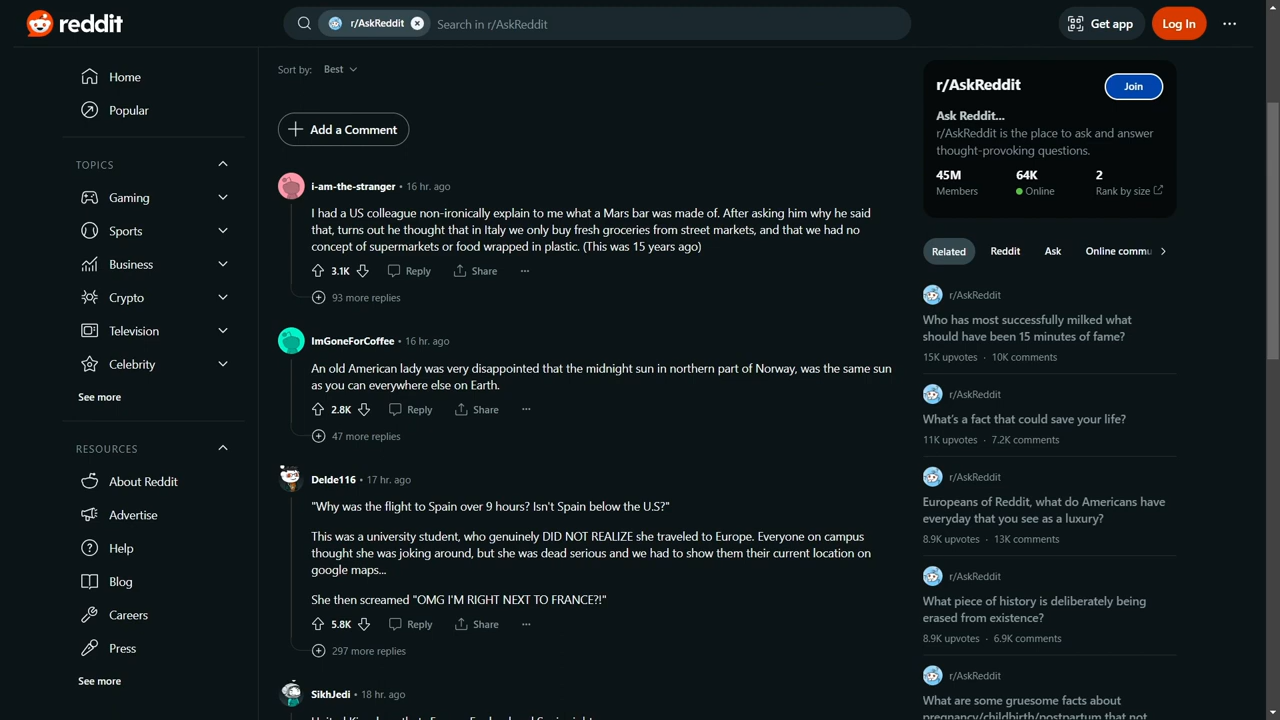 reddit
r/AskReddit
Search in r/AskReddit
Get app
Log In
Home
Popular
TOPICS
Gaming
Sports
Business
Crypto
Television
Celebrity
See more
RESOURCES
About Reddit
Advertise
Help
Blog
Careers
Press
See more
Sort by: Best
Add a Comment
i-am-the-stranger • 16 hr. ago
I had a US colleague non-ironically explain to me what a Mars bar was made of. After asking him why he said
that, turns out he thought that in Italy we only buy fresh groceries from street markets, and that we had no
concept of supermarkets or food wrapped in plastic. (This was 15 years ago)
3.1K Reply Share
93 more replies
ImGoneForCoffee • 16 hr. ago
An old American lady was very disappointed that the midnight sun in northern part of Norway, was the same sun
as you can everywhere else on Earth.
2.8K Reply Share
47 more replies
Delde116 • 17 hr. ago
"Why was the flight to Spain over 9 hours? Isn't Spain below the U.S?"
This was a university student, who genuinely DID NOT REALIZE she traveled to Europe. Everyone on campus
thought she was joking around, but she was dead serious and we had to show them their current location on
google maps...
She then screamed "OMG I'M RIGHT NEXT TO FRANCE?!"
5.8K Reply Share
297 more replies
SikhJedi • 18 hr. ago
r/AskReddit
Join
Ask Reddit...
r/AskReddit is the place to ask and answer
thought-provoking questions.
45M 64K 2
Members Online Rank by size
Related Reddit Ask Online commu
r/AskReddit
Who has most successfully milked what
should have been 15 minutes of fame?
15K upvotes · 10K comments
r/AskReddit
What's a fact that could save your life?
11K upvotes · 7.2K comments
r/AskReddit
Europeans of Reddit, what do Americans have
everyday that you see as a luxury?
8.9K upvotes · 13K comments
r/AskReddit
What piece of history is deliberately being
erased from existence?
8.9K upvotes · 6.9K comments
r/AskReddit
What are some gruesome facts about
pregnancy/childbirth/postpartum that not